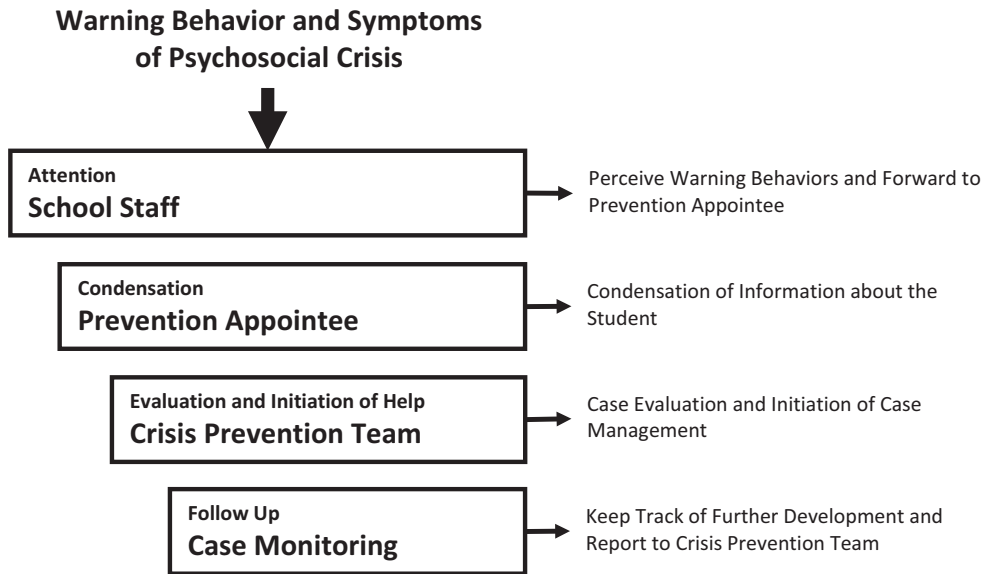 Warning Behavior and Symptoms
of Psychosocial Crisis
Attention
School Staff
Perceive Warning Behaviors and Forward to
Prevention Appointee
Condensation
Prevention Appointee
Condensation of Information about the
Student
Evaluation and Initiation of Help
Crisis Prevention Team
Case Evaluation and Initiation of Case
Management
Follow Up
Case Monitoring
Keep Track of Further Development and
Report to Crisis Prevention Team